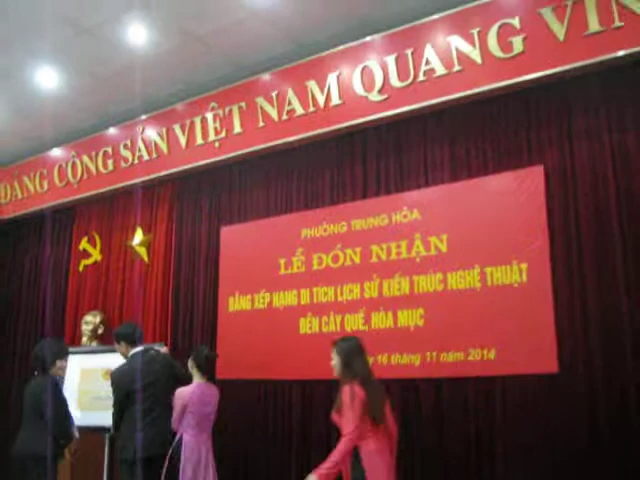 ĐẢNG CỘNG SẢN VIỆT NAM QUANG VIN
PHƯỜNG TRUNG HÒA
LỄ ĐÓN NHẬN
BẰNG XẾP HẠNG DI TÍCH LỊCH SỬ KIẾN TRÚC NGHỆ THUẬT
ĐỀN CÂY QUẾ, HÒA MỤC
16 tháng 11 năm 2014